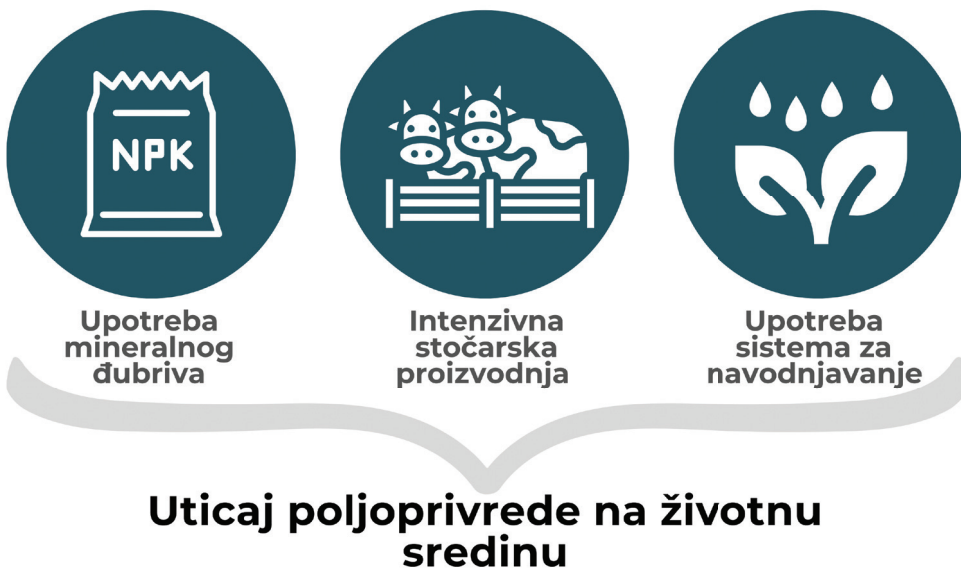 NPK
Upotreba
mineralnog
đubriva
Intenzivna
stočarska
proizvodnja
Upotreba
sistema za
navodnjavanje
Uticaj poljoprivrede na životnu
sredinu